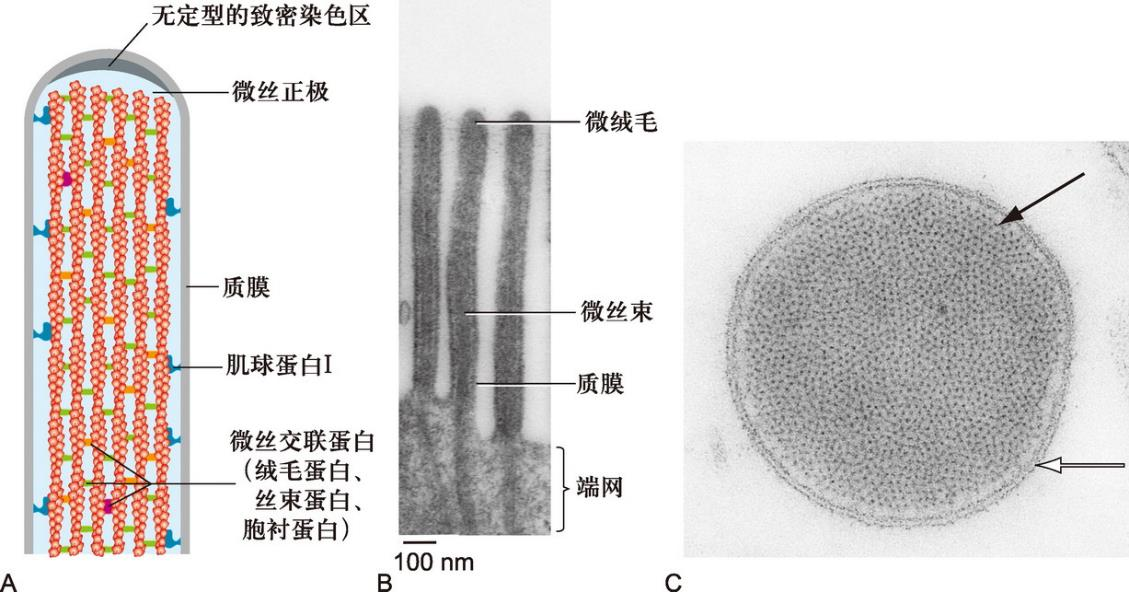 无定型的致密染色区
微丝正极
质膜
肌球蛋白I
微丝交联蛋白
（绒毛蛋白、
丝束蛋白、
胞衬蛋白）
A
微绒毛
微丝束
质膜
端网
100 nm
B
C